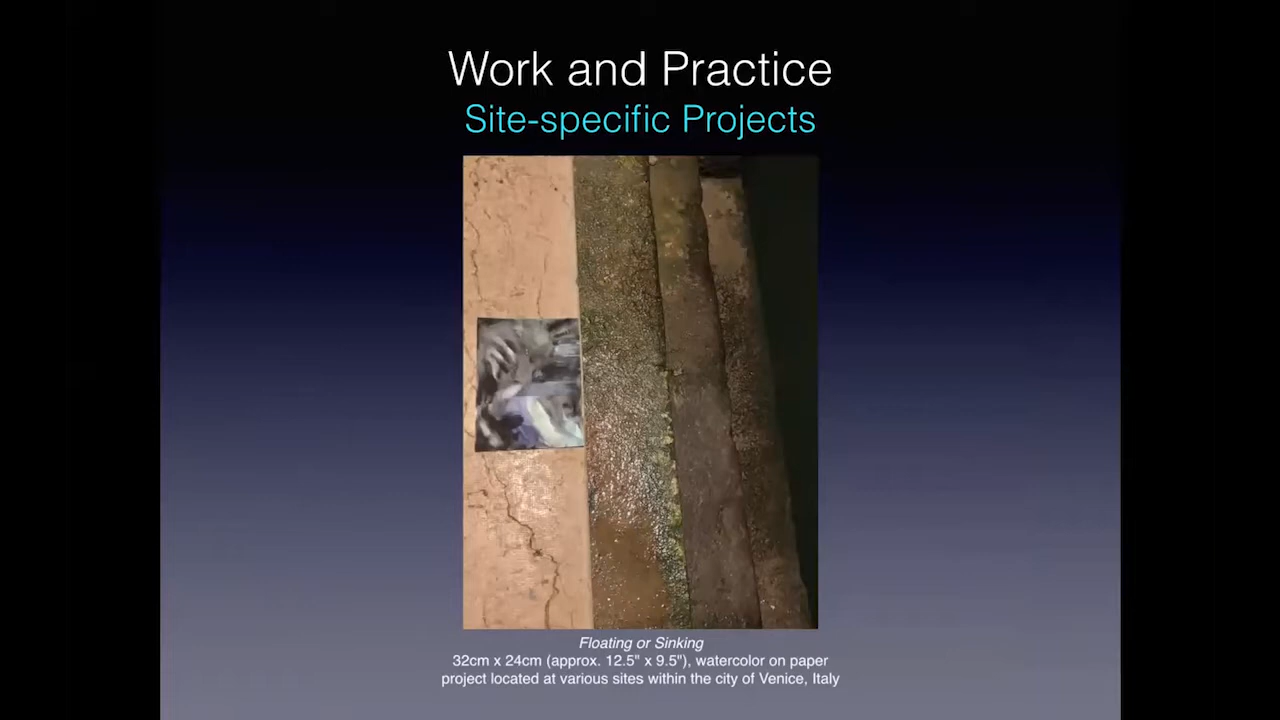 Work and Practice
Site-specific Projects
Floating or Sinking
32cm x 24cm (approx. 12.5" x 9.5"), watercolor on paper
project located at various sites within the city of Venice, Italy